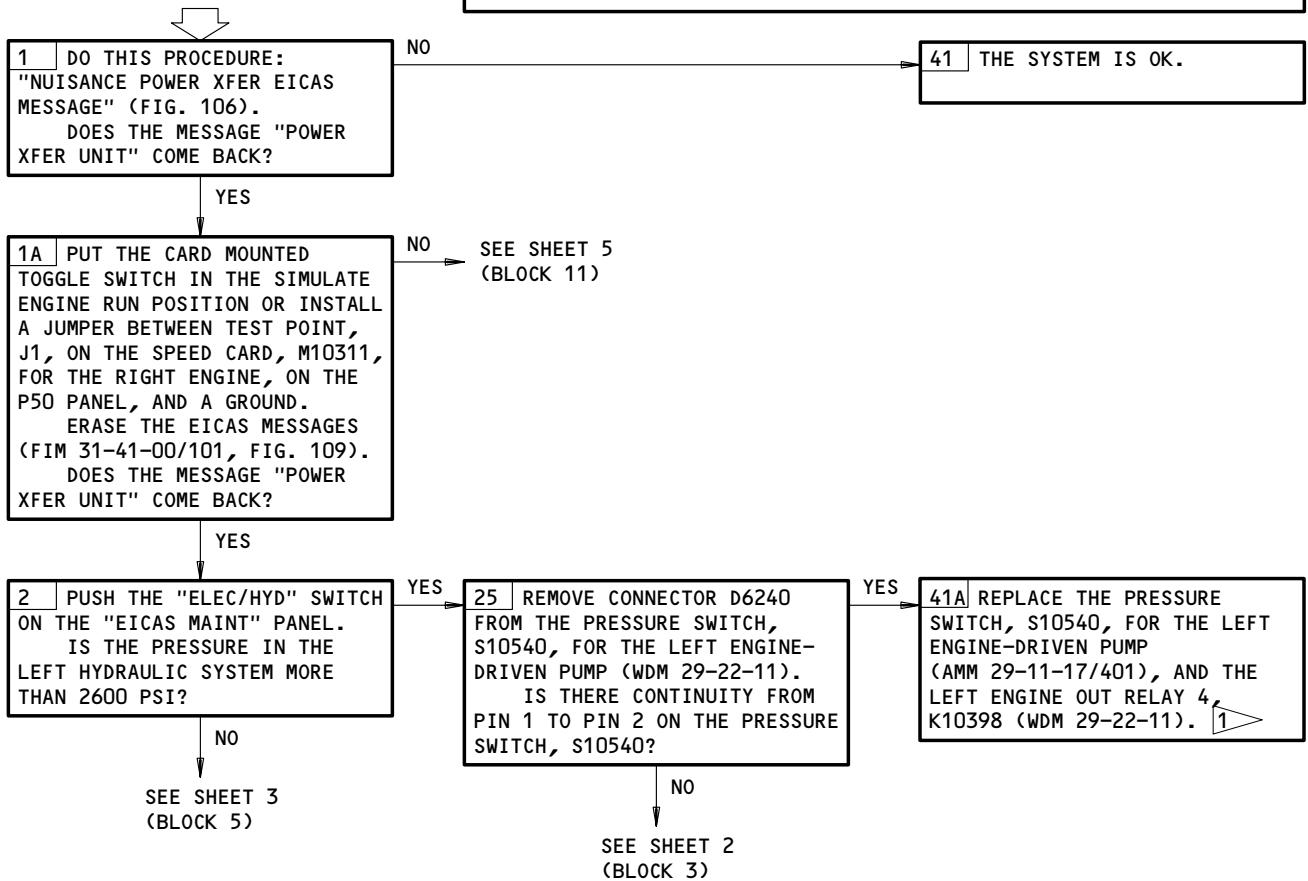 1 DO THIS PROCEDURE:
"NUISANCE POWER XFER EICAS
MESSAGE" (FIG. 106).
DOES THE MESSAGE "POWER
XFER UNIT" COME BACK?
NO
41 THE SYSTEM IS OK.
YES
1A PUT THE CARD MOUNTED
TOGGLE SWITCH IN THE SIMULATE
ENGINE RUN POSITION OR INSTALL
A JUMPER BETWEEN TEST POINT,
J1, ON THE SPEED CARD, M10311,
FOR THE RIGHT ENGINE, ON THE
P50 PANEL, AND A GROUND.
ERASE THE EICAS MESSAGES
(FIM 31-41-00/101, FIG. 109).
DOES THE MESSAGE "POWER
XFER UNIT" COME BACK?
NO
SEE SHEET 5
(BLOCK 11)
YES
2 PUSH THE "ELEC/HYD" SWITCH
ON THE "EICAS MAINT" PANEL.
IS THE PRESSURE IN THE
LEFT HYDRAULIC SYSTEM MORE
THAN 2600 PSI?
YES
NO
SEE SHEET 3
(BLOCK 5)
25 REMOVE CONNECTOR D6240
FROM THE PRESSURE SWITCH,
S10540, FOR THE LEFT ENGINE-
DRIVEN PUMP (WDM 29-22-11).
IS THERE CONTINUITY FROM
PIN 1 TO PIN 2 ON THE PRESSURE
SWITCH, S10540?
YES
NO
SEE SHEET 2
(BLOCK 3)
41A REPLACE THE PRESSURE
SWITCH, S10540, FOR THE LEFT
ENGINE-DRIVEN PUMP
(AMM 29-11-17/401), AND THE
LEFT ENGINE OUT RELAY 4,
K10398 (WDM 29-22-11). 1